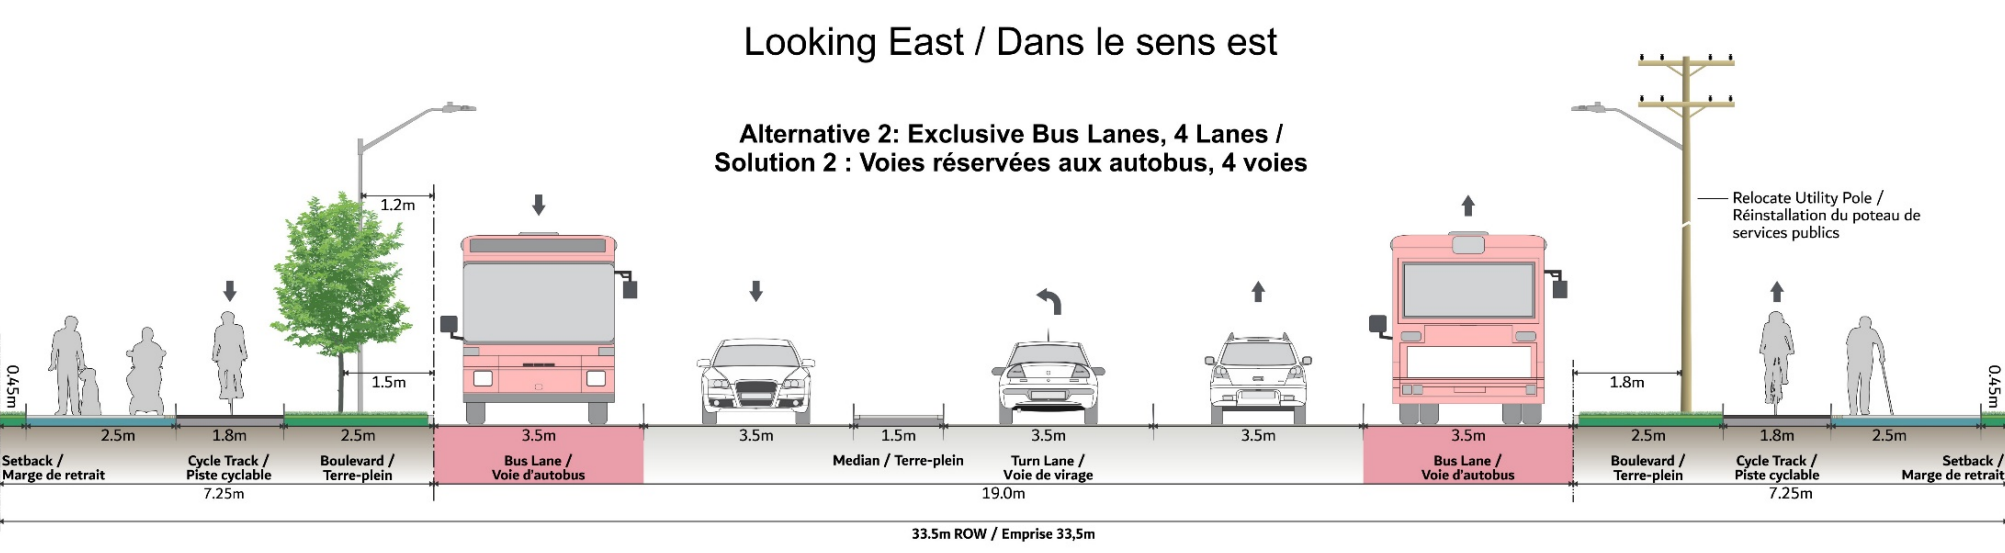 Looking East / Dans le sens est
Alternative 2: Exclusive Bus Lanes, 4 Lanes /
Solution 2 : Voies réservées aux autobus, 4 voies
1.2m
Relocate Utility Pole /
Réinstallation du poteau de
services publics
0.45m
1.5m
1.8m
0.45m
2.5m
1.8m
2.5m
3.5m
3.5m
1.5m
3.5m
3.5m
3.5m
2.5m
1.8m
2.5m
Setback /
Marge de retrait
Cycle Track /
Piste cyclable
Boulevard /
Terre-plein
Bus Lane /
Voie d'autobus
Median / Terre-plein
Turn Lane /
Voie de virage
Bus Lane /
Voie d'autobus
Boulevard /
Terre-plein
Cycle Track /
Piste cyclable
Setback /
Marge de retrait
7.25m
19.0m
7.25m
33.5m ROW / Emprise 33,5m